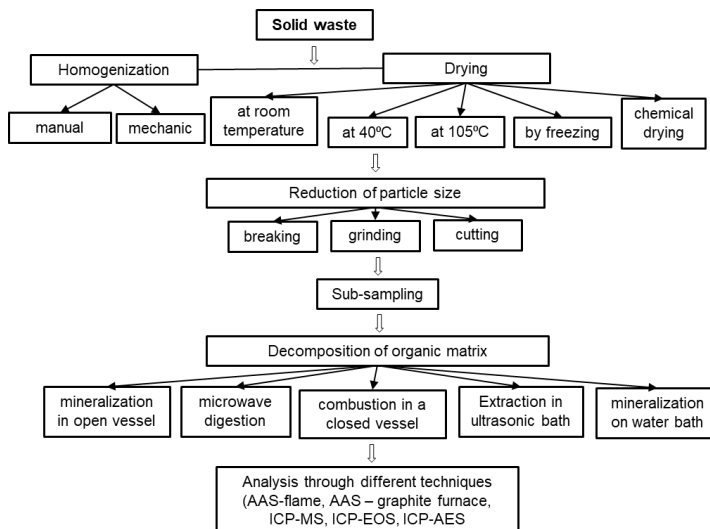 Solid waste
Homogenization
Drying
manual
mechanic
at room
temperature
at 40ºC
at 105ºC
by freezing
chemical
drying
Reduction of particle size
breaking
grinding
cutting
Sub-sampling
Decomposition of organic matrix
mineralization
in open vessel
microwave
digestion
combustion in a
closed vessel
Extraction in
ultrasonic bath
mineralization
on water bath
Analysis through different techniques
(AAS-flame, AAS – graphite furnace,
ICP-MS, ICP-EOS, ICP-AES